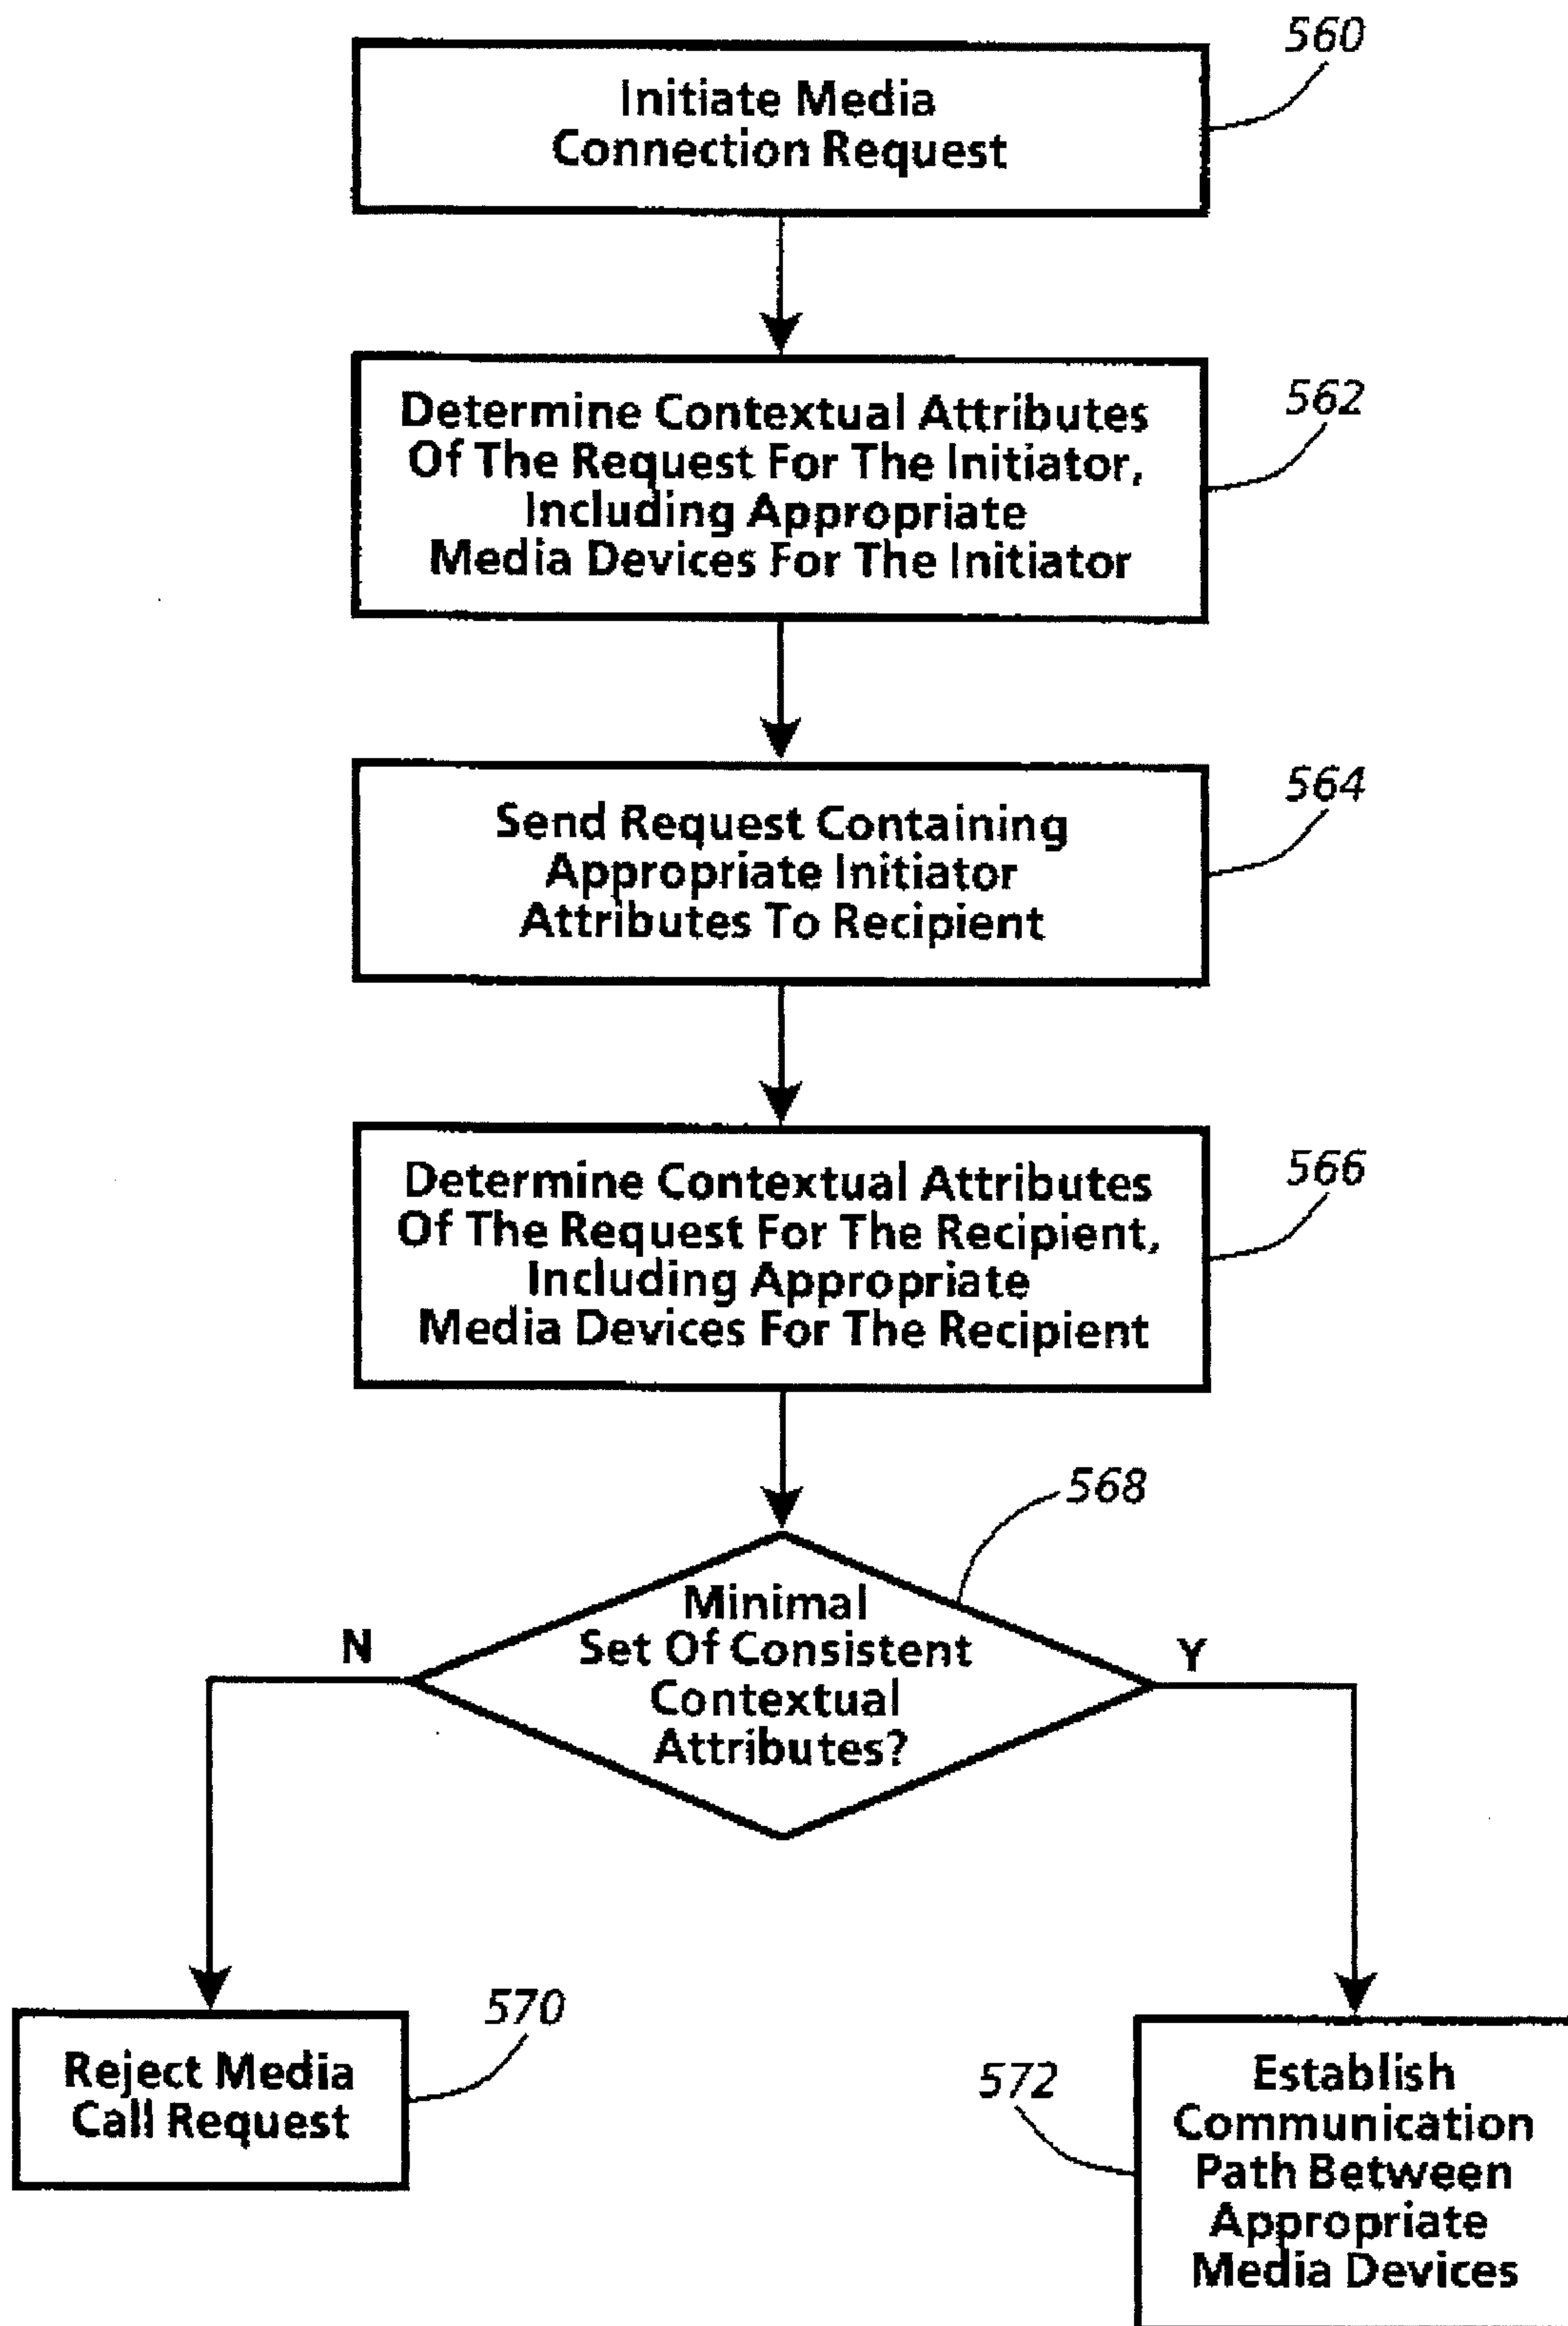 560
Initiate Media
Connection Request
562
Determine Contextual Attributes
Of The Request For The Initiator,
Including Appropriate
Media Devices For The Initiator
564
Send Request Containing
Appropriate Initiator
Attributes To Recipient
566
Determine Contextual Attributes
Of The Request For The Recipient,
Including Appropriate
Media Devices For The Recipient
568
Minimal
Set Of Consistent
Contextual
Attributes?
N
Y
570
Reject Media
Call Request
572
Establish
Communication
Path Between
Appropriate
Media Devices